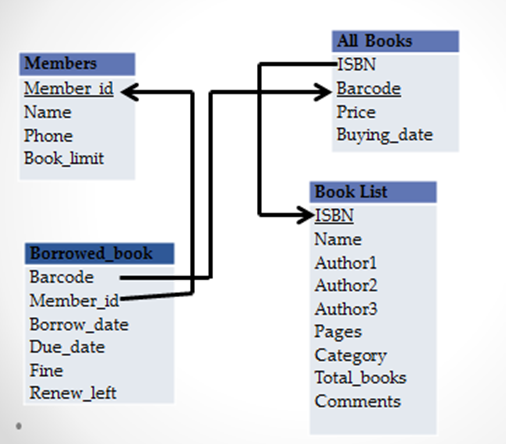 Members
Member_id
Name
Phone
Book_limit
All Books
ISBN
Barcode
Price
Buying_date
Borrowed_book
Barcode
Member_id
Borrow_date
Due_date
Fine
Renew_left
Book List
ISBN
Name
Author1
Author2
Author3
Pages
Category
Total_books
Comments